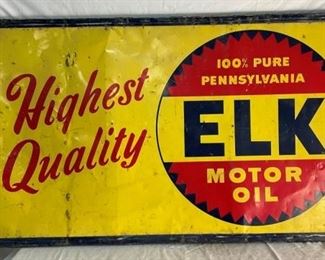 Highest
Quality
100% PURE
PENNSYLVANIA
ELK
MOTOR
OIL